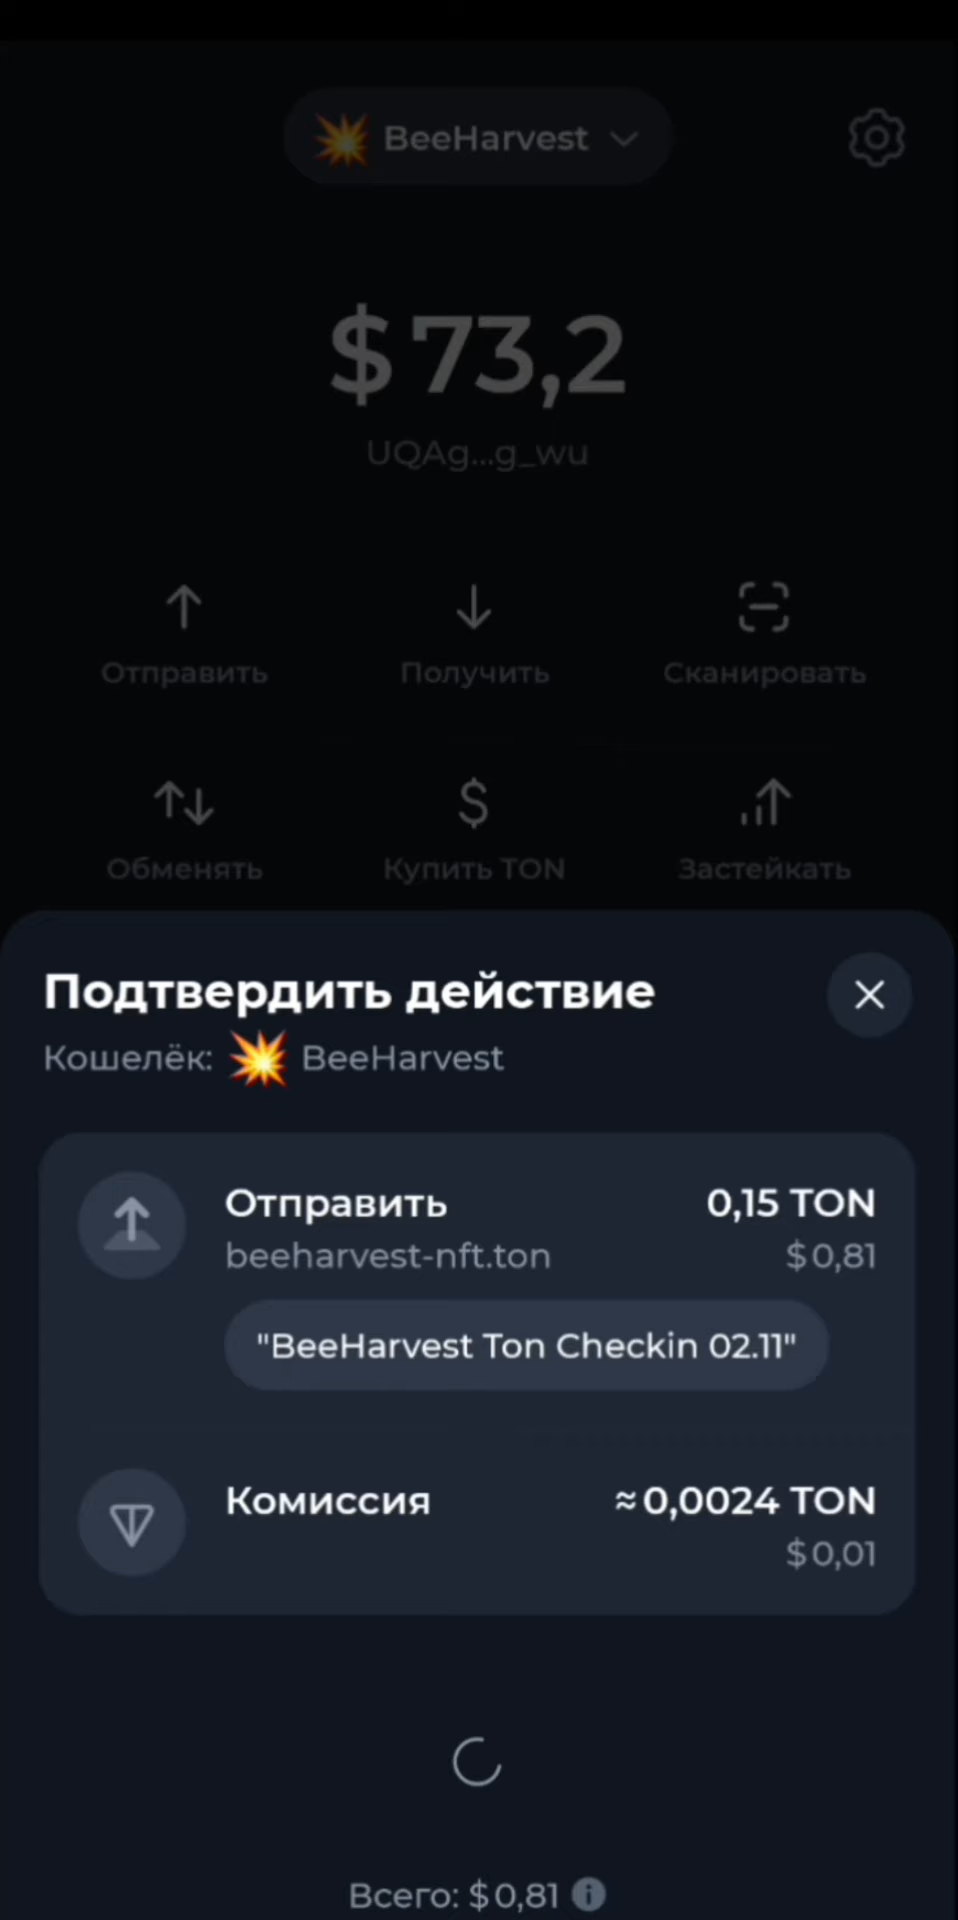 BeeHarvest
$ 73,2
UQAg...g_wu
Отправить Получить Сканировать
Обменять Купить TON Застейкать
Подтвердить действие
Кошелёк: BeeHarvest
Отправить 0,15 TON
beeharvest-nft.ton $ 0,81
"BeeHarvest Ton Checkin 02.11"
Комиссия ≈ 0,0024 TON
$ 0,01
Всего: $ 0,81